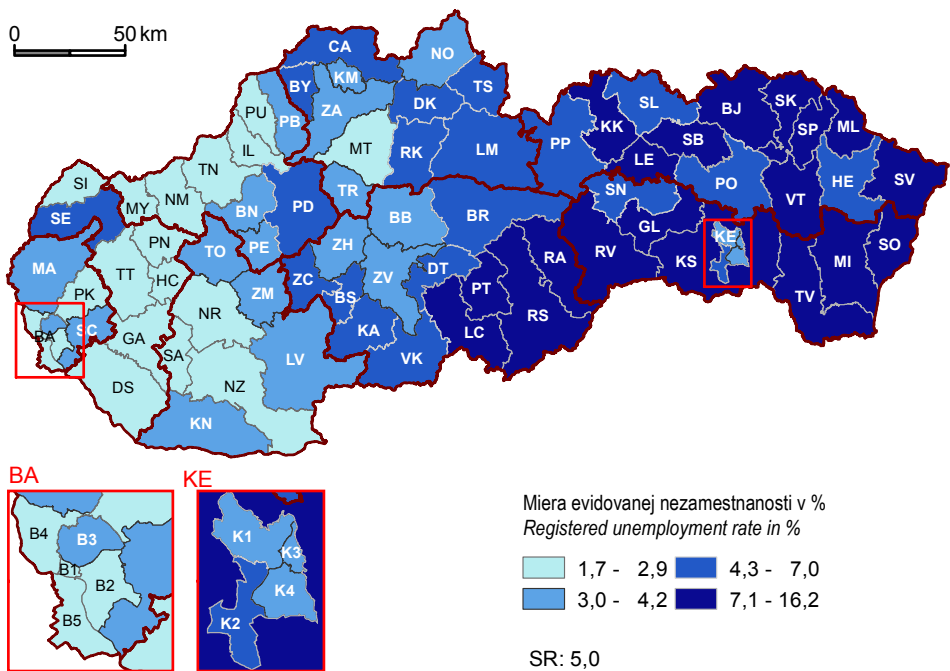 0 50 km
CA
NO
BY
KM
TS
PU
PB
ZA
DK
SL
BJ
SK
KK
SP
ML
IL
MT
RK
LM
PP
SB
LE
TN
SI
MY
NM
TR
SN
PO
HE
SV
VT
SE
BN
PD
BB
BR
GL
KE
PN
TO
PE
ZH
RV
KS
SO
MA
TT
HC
ZV
DT
RA
MI
PK
ZM
ZC
BS
PT
TV
NR
KA
RS
BA
SC
GA
LC
SA
LV
VK
DS
NZ
KN
BA
KE
B4
B3
B1
B2
B5
K1
K3
K4
K2
Miera evidovanej nezamestnanosti v %
Registered unemployment rate in %
1,7 - 2,9
4,3 - 7,0
3,0 - 4,2
7,1 - 16,2
SR: 5,0